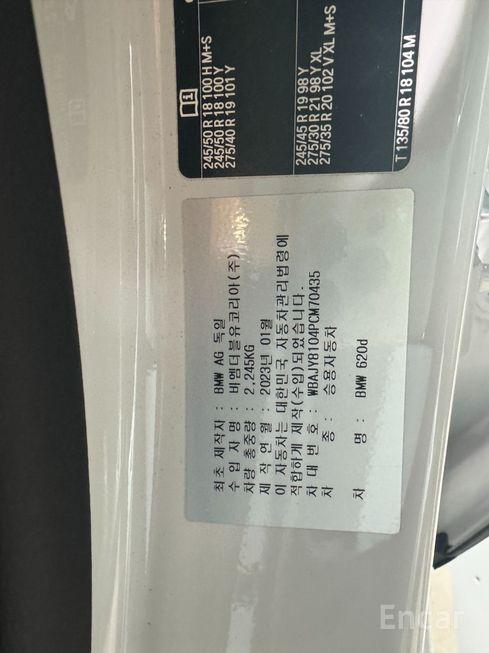 245/50 R 18 100 H M+S
245/50 R 18 100 Y
275/40 R 19 101 Y
245/45 R 19 98 Y
275/30 R 21 98 Y XL
275/35 R 20 102 V XL M+S
T 135/80 R 18 104 M
최초 제작자 : BMW AG 독일
수입 자명 : 비엠더블유코리아(주)
차량 총중량 : 2,245KG
제작연월 : 2023년 01월
이 자동차는 대한민국 자동차관리법령에
적합하게 제작(수입)되었습니다.
차대번호 : WBAJY8104PCM70435
차종 : 승용자동차
차명 : BMW 620d
Encar